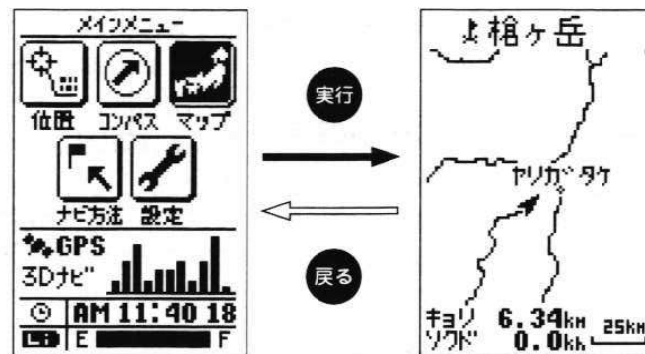 メインメニュー
位置 コンパス マップ
ナビ方法 設定
GPS
3Dナビ
AM 11:40 18
E F
実行
戻る
槍ヶ岳
ヤリガタケ
キョリ 6.34km
ソクド 0.0kh
25km